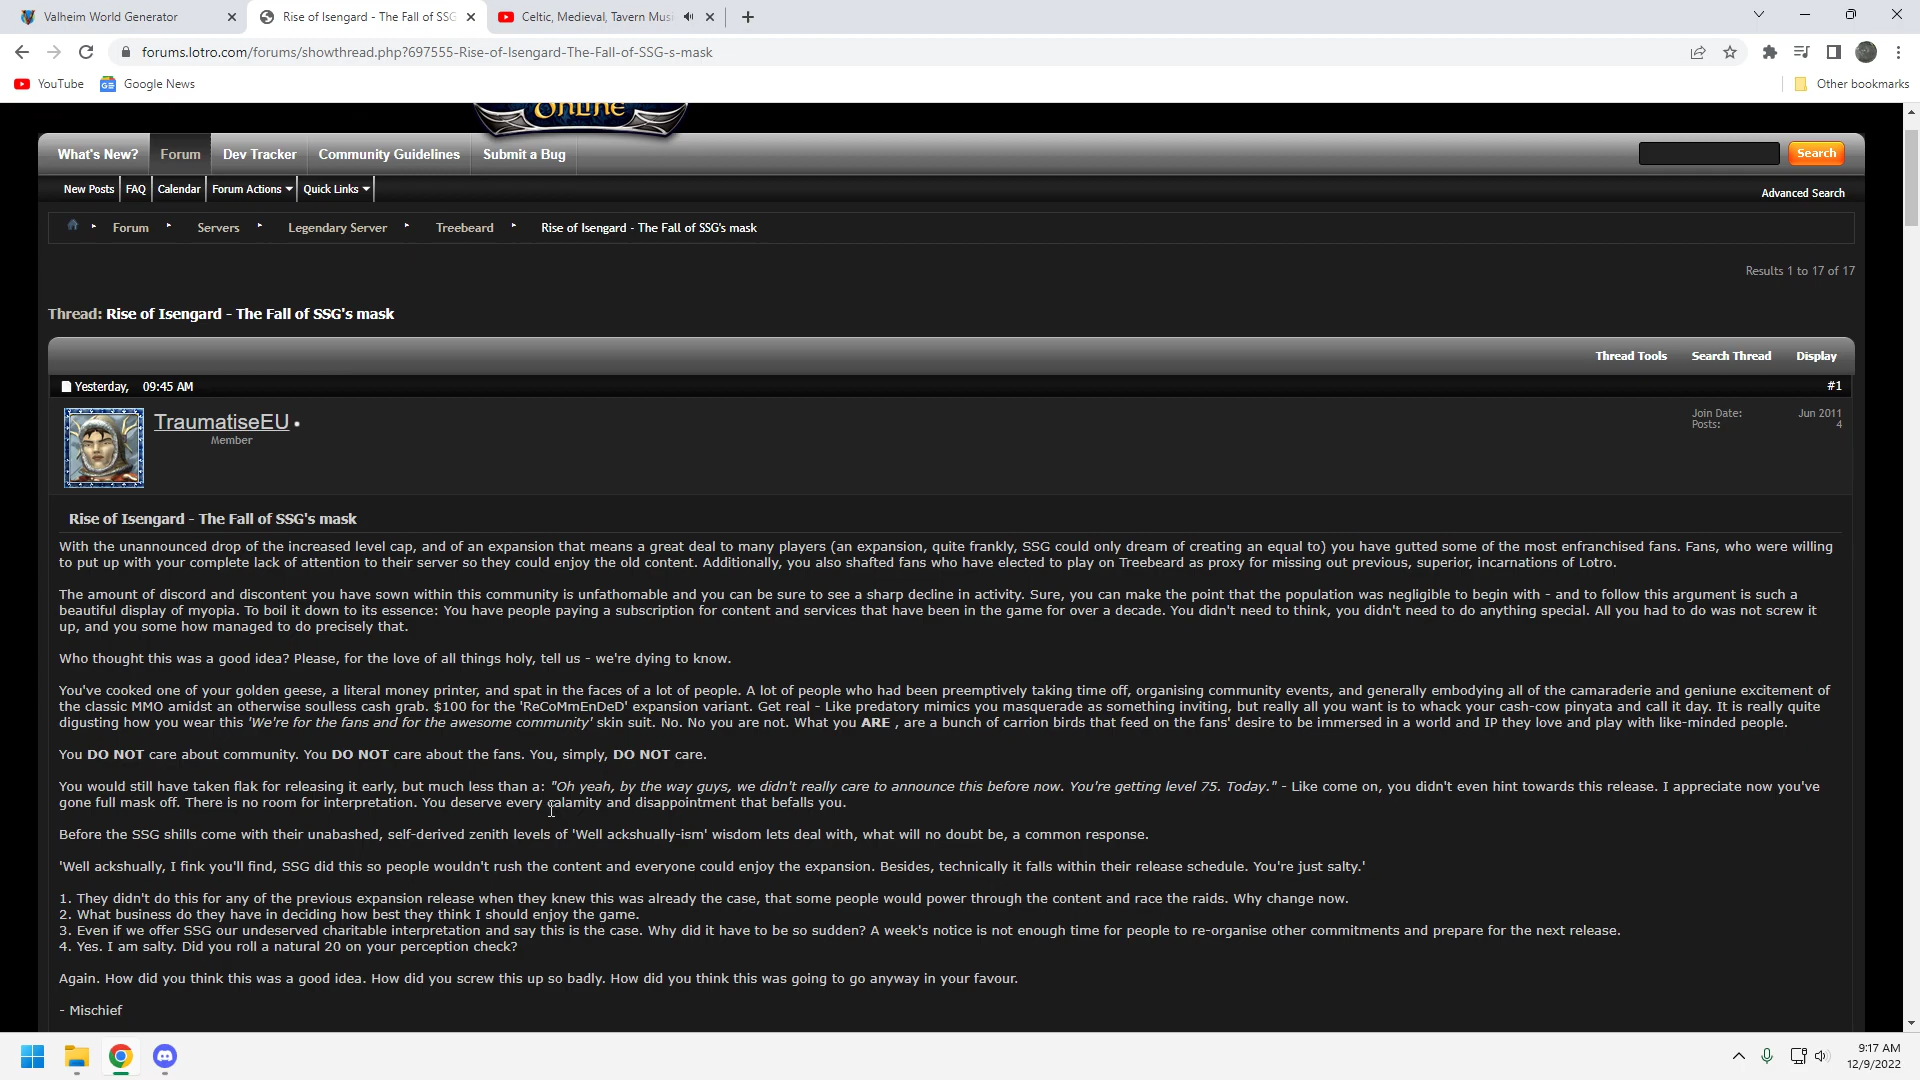 Valheim World Generator
Rise of Isengard - The Fall of SSG
Celtic, Medieval, Tavern Musi
forums.lotro.com/forums/showthread.php?697555-Rise-of-Isengard-The-Fall-of-SSG-s-mask
YouTube
Google News
Other bookmarks
ONLINE
What's New?
Forum
Dev Tracker
Community Guidelines
Submit a Bug
Search
New Posts
FAQ
Calendar
Forum Actions
Quick Links
Advanced Search
Forum
Servers
Legendary Server
Treebeard
Rise of Isengard - The Fall of SSG's mask
Results 1 to 17 of 17
Thread: Rise of Isengard - The Fall of SSG's mask
Thread Tools
Search Thread
Display
Yesterday, 09:45 AM
#1
TraumatiseEU
Member
Join Date: Jun 2011
Posts: 4
Rise of Isengard - The Fall of SSG's mask
With the unannounced drop of the increased level cap, and of an expansion that means a great deal to many players (an expansion, quite frankly, SSG could only dream of creating an equal to) you have gutted some of the most enfranchised fans. Fans, who were willing
to put up with your complete lack of attention to their server so they could enjoy the old content. Additionally, you also shafted fans who have elected to play on Treebeard as proxy for missing out previous, superior, incarnations of Lotro.
The amount of discord and discontent you have sown within this community is unfathomable and you can be sure to see a sharp decline in activity. Sure, you can make the point that the population was negligible to begin with - and to follow this argument is such a
beautiful display of myopia. To boil it down to its essence: You have people paying a subscription for content and services that have been in the game for over a decade. You didn't need to think, you didn't need to do anything special. All you had to do was not screw it
up, and you some how managed to do precisely that.
Who thought this was a good idea? Please, for the love of all things holy, tell us - we're dying to know.
You've cooked one of your golden geese, a literal money printer, and spat in the faces of a lot of people. A lot of people who had been preemptively taking time off, organising community events, and generally embodying all of the camaraderie and geniune excitement of
the classic MMO amidst an otherwise soulless cash grab. $100 for the 'ReCoMmEnDeD' expansion variant. Get real - Like predatory mimics you masquerade as something inviting, but really all you want is to whack your cash-cow pinyata and call it day. It is really quite
digusting how you wear this 'We're for the fans and for the awesome community' skin suit. No. No you are not. What you ARE , are a bunch of carrion birds that feed on the fans' desire to be immersed in a world and IP they love and play with like-minded people.
You DO NOT care about community. You DO NOT care about the fans. You, simply, DO NOT care.
You would still have taken flak for releasing it early, but much less than a: "Oh yeah, by the way guys, we didn't really care to announce this before now. You're getting level 75. Today." - Like come on, you didn't even hint towards this release. I appreciate now you've
gone full mask off. There is no room for interpretation. You deserve every calamity and disappointment that befalls you.
Before the SSG shills come with their unabashed, self-derived zenith levels of 'Well ackshually-ism' wisdom lets deal with, what will no doubt be, a common response.
'Well ackshually, I fink you'll find, SSG did this so people wouldn't rush the content and everyone could enjoy the expansion. Besides, technically it falls within their release schedule. You're just salty.'
1. They didn't do this for any of the previous expansion release when they knew this was already the case, that some people would power through the content and race the raids. Why change now.
2. What business do they have in deciding how best they think I should enjoy the game.
3. Even if we offer SSG our undeserved charitable interpretation and say this is the case. Why did it have to be so sudden? A week's notice is not enough time for people to re-organise other commitments and prepare for the next release.
4. Yes. I am salty. Did you roll a natural 20 on your perception check?
Again. How did you think this was a good idea. How did you screw this up so badly. How did you think this was going to go anyway in your favour.
- Mischief
9:17 AM
12/9/2022